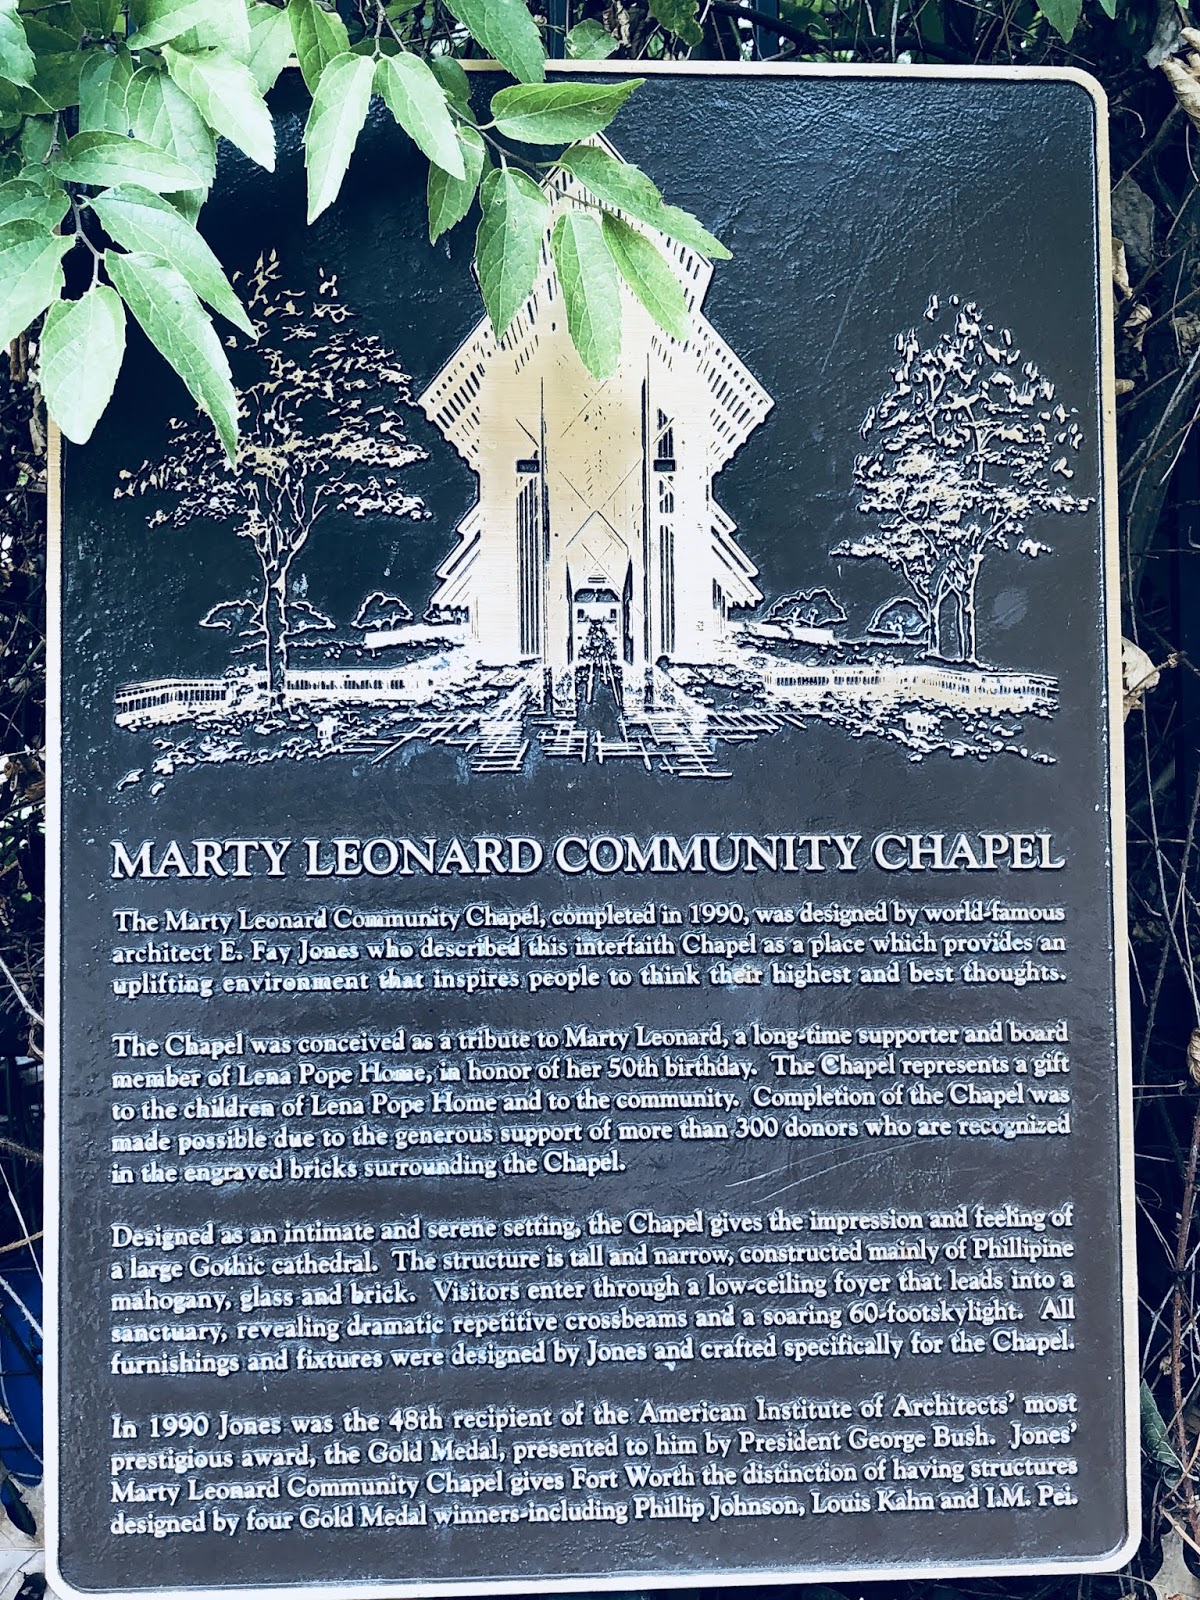 MARTY LEONARD COMMUNITY CHAPEL
The Marty Leonard Community Chapel, completed in 1990, was designed by world-famous
architect E. Fay Jones who described this interfaith Chapel as a place which provides an
uplifting environment that inspires people to think their highest and best thoughts.
The Chapel was conceived as a tribute to Marty Leonard, a long-time supporter and board
member of Lena Pope Home, in honor of her 50th birthday. The Chapel represents a gift
to the children of Lena Pope Home and to the community. Completion of the Chapel was
made possible due to the generous support of more than 300 donors who are recognized
in the engraved bricks surrounding the Chapel.
Designed as an intimate and serene setting, the Chapel gives the impression and feeling of
a large Gothic cathedral. The structure is tall and narrow, constructed mainly of Phillipine
mahogany, glass and brick. Visitors enter through a low-ceiling foyer that leads into a
sanctuary, revealing dramatic repetitive crossbeams and a soaring 60-footskylight. All
furnishings and fixtures were designed by Jones and crafted specifically for the Chapel.
In 1990 Jones was the 48th recipient of the American Institute of Architects' most
prestigious award, the Gold Medal, presented to him by President George Bush. Jones'
Marty Leonard Community Chapel gives Fort Worth the distinction of having structures
designed by four Gold Medal winners-including Phillip Johnson, Louis Kahn and I.M. Pei.